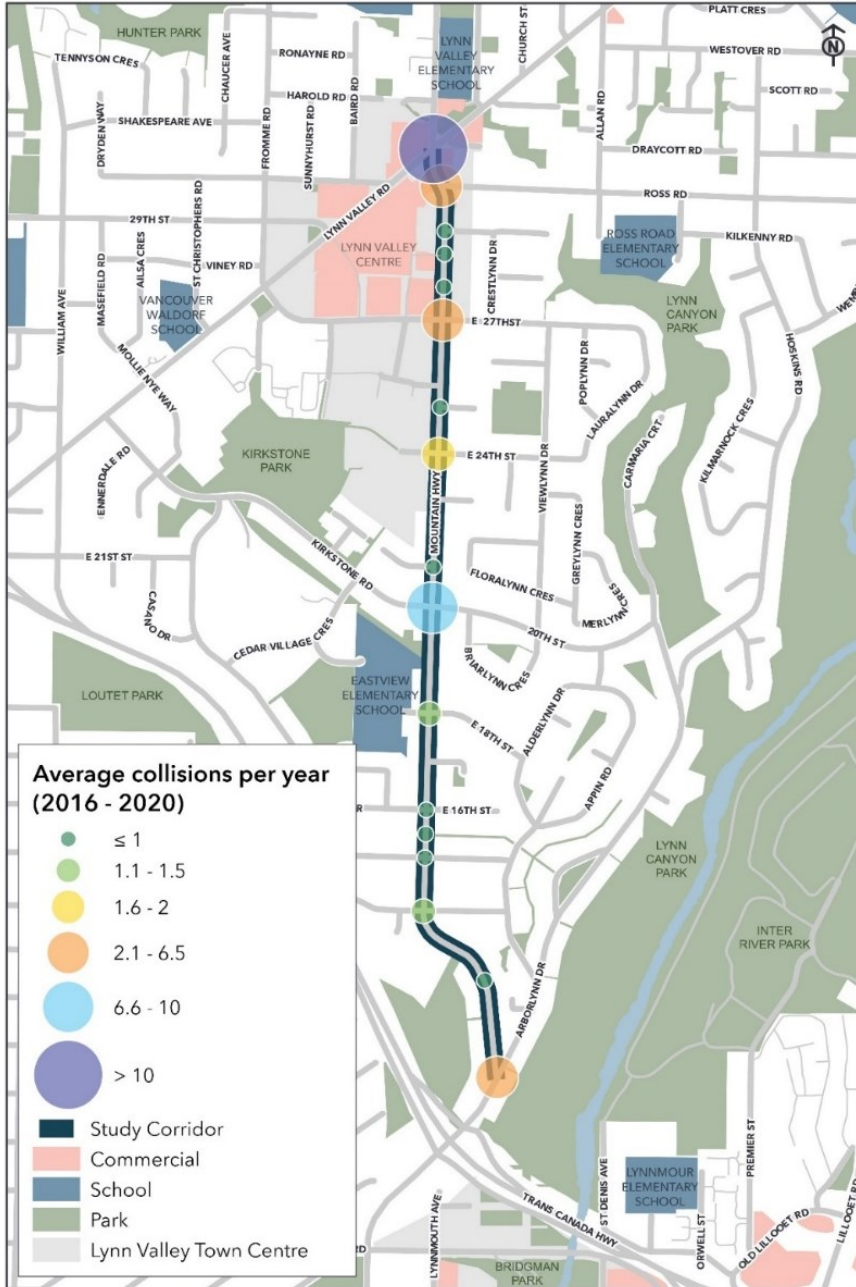 HUNTER PARK
TENNYSON CRES
CHAUCER AVE
RONAYNE RD
LYNN
VALLEY
ELEMENTARY
SCHOOL
CHURCH ST
PLATT CRES
WESTOVER RD
N
SCOTT RD
HAROLD RD
BAIRD RD
ALLAN RD
SHAKESPEARE AVE
DRYDEN WAY
FROMME RD
SUNNYHURST RD
DRAYCOTT RD
ROSS RD
LYNN VALLEY RD
ST CHRISTOPHERS RD
29TH ST
LYNN VALLEY
CENTRE
ROSS ROAD
ELEMENTARY
SCHOOL
KILKENNY RD
MASEFIELD RD
AILSA CRES
VINEY RD
CRESTLYNN DR
WILLIAM AVE
VANCOUVER
WALDORF
SCHOOL
LYNN
CANYON
PARK
E 27TH ST
HOSKINS RD
MOLLIE NYE WAY
POPLYNN DR
LAURALYNN DR
CARMARIA CRT
KILMARNOCK CRES
KIRKSTONE
PARK
E 24TH ST
VIEWLYNN DR
ENNERDALE RD
MOUNTAIN HWY
E 21ST ST
KIRKSTONE RD
FLORALYNN CRES
GREYLYNN CRES
MERLYNN CRES
CASANO DR
CEDAR VILLAGE CRES
20TH ST
BRIARLYNN CRES
EASTVIEW
ELEMENTARY
SCHOOL
LOUTET PARK
E 18TH ST
ALDERLYNN DR
APPIN RD
E 16TH ST
LYNN
CANYON
PARK
INTER
RIVER PARK
ARBORLYNN DR
Average collisions per year
(2016 - 2020)
≤ 1
1.1 - 1.5
1.6 - 2
2.1 - 6.5
6.6 - 10
> 10
Study Corridor
Commercial
School
Park
Lynn Valley Town Centre
R
RD
LYNNMOUTH AVE
TRANS CANADA HWY
ST DENIS AVE
LYNNMOUR
ELEMENTARY
SCHOOL
PREMIER ST
ORWELL ST
OLD LILLOOET RD
LILLOOET RD
BRIDGMAN
PARK